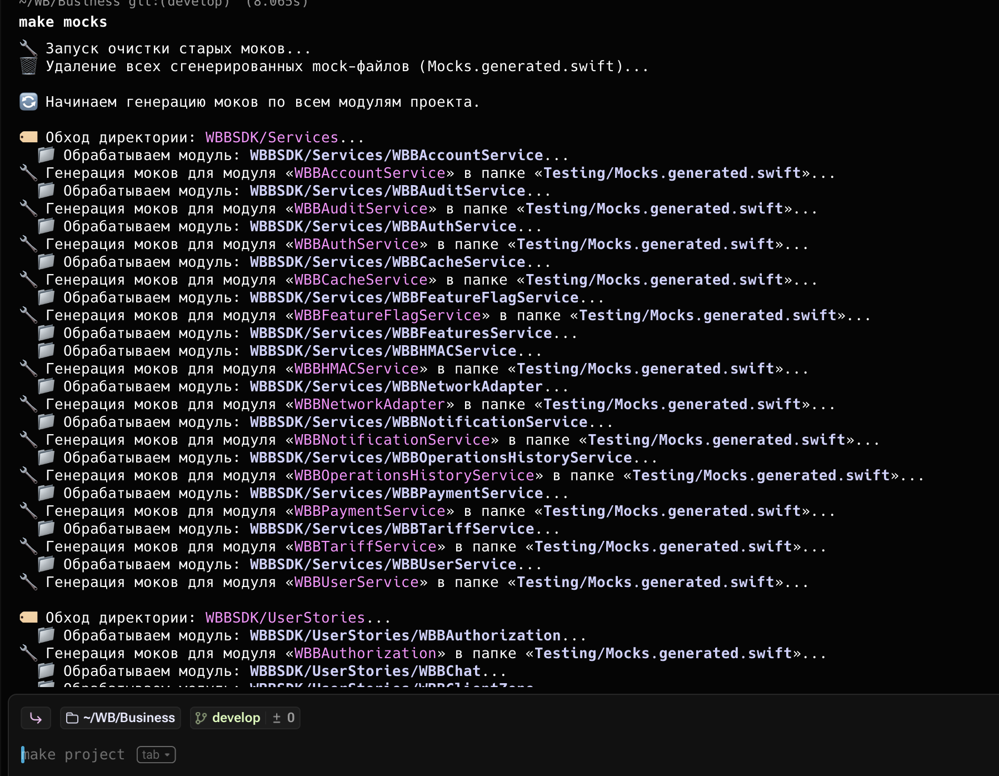 ~/WB/Business git:(develop) (8.065s)
make mocks
Запуск очистки старых моков...
Удаление всех сгенерированных mock-файлов (Mocks.generated.swift)...
Начинаем генерацию моков по всем модулям проекта.
Обход директории: WBBSDK/Services...
Обрабатываем модуль: WBBSDK/Services/WBBAccountService...
Генерация моков для модуля «WBBAccountService» в папке «Testing/Mocks.generated.swift»...
Обрабатываем модуль: WBBSDK/Services/WBBAuditService...
Генерация моков для модуля «WBBAuditService» в папке «Testing/Mocks.generated.swift»...
Обрабатываем модуль: WBBSDK/Services/WBBAuthService...
Генерация моков для модуля «WBBAuthService» в папке «Testing/Mocks.generated.swift»...
Обрабатываем модуль: WBBSDK/Services/WBBCacheService...
Генерация моков для модуля «WBBCacheService» в папке «Testing/Mocks.generated.swift»...
Обрабатываем модуль: WBBSDK/Services/WBBFeatureFlagService...
Генерация моков для модуля «WBBFeatureFlagService» в папке «Testing/Mocks.generated.swift»...
Обрабатываем модуль: WBBSDK/Services/WBBFeaturesService...
Обрабатываем модуль: WBBSDK/Services/WBBHMACService...
Генерация моков для модуля «WBBHMACService» в папке «Testing/Mocks.generated.swift»...
Обрабатываем модуль: WBBSDK/Services/WBBNetworkAdapter...
Генерация моков для модуля «WBBNetworkAdapter» в папке «Testing/Mocks.generated.swift»...
Обрабатываем модуль: WBBSDK/Services/WBBNotificationService...
Генерация моков для модуля «WBBNotificationService» в папке «Testing/Mocks.generated.swift»...
Обрабатываем модуль: WBBSDK/Services/WBBOperationsHistoryService...
Генерация моков для модуля «WBBOperationsHistoryService» в папке «Testing/Mocks.generated.swift»...
Обрабатываем модуль: WBBSDK/Services/WBBPaymentService...
Генерация моков для модуля «WBBPaymentService» в папке «Testing/Mocks.generated.swift»...
Обрабатываем модуль: WBBSDK/Services/WBBTariffService...
Генерация моков для модуля «WBBTariffService» в папке «Testing/Mocks.generated.swift»...
Обрабатываем модуль: WBBSDK/Services/WBBUserService...
Генерация моков для модуля «WBBUserService» в папке «Testing/Mocks.generated.swift»...
Обход директории: WBBSDK/UserStories...
Обрабатываем модуль: WBBSDK/UserStories/WBBAuthorization...
Генерация моков для модуля «WBBAuthorization» в папке «Testing/Mocks.generated.swift»...
Обрабатываем модуль: WBBSDK/UserStories/WBBChat...
Обрабатываем модуль: WBBSDK/UserStories/WBBClientZone
~/WB/Business develop ± 0
make project tab